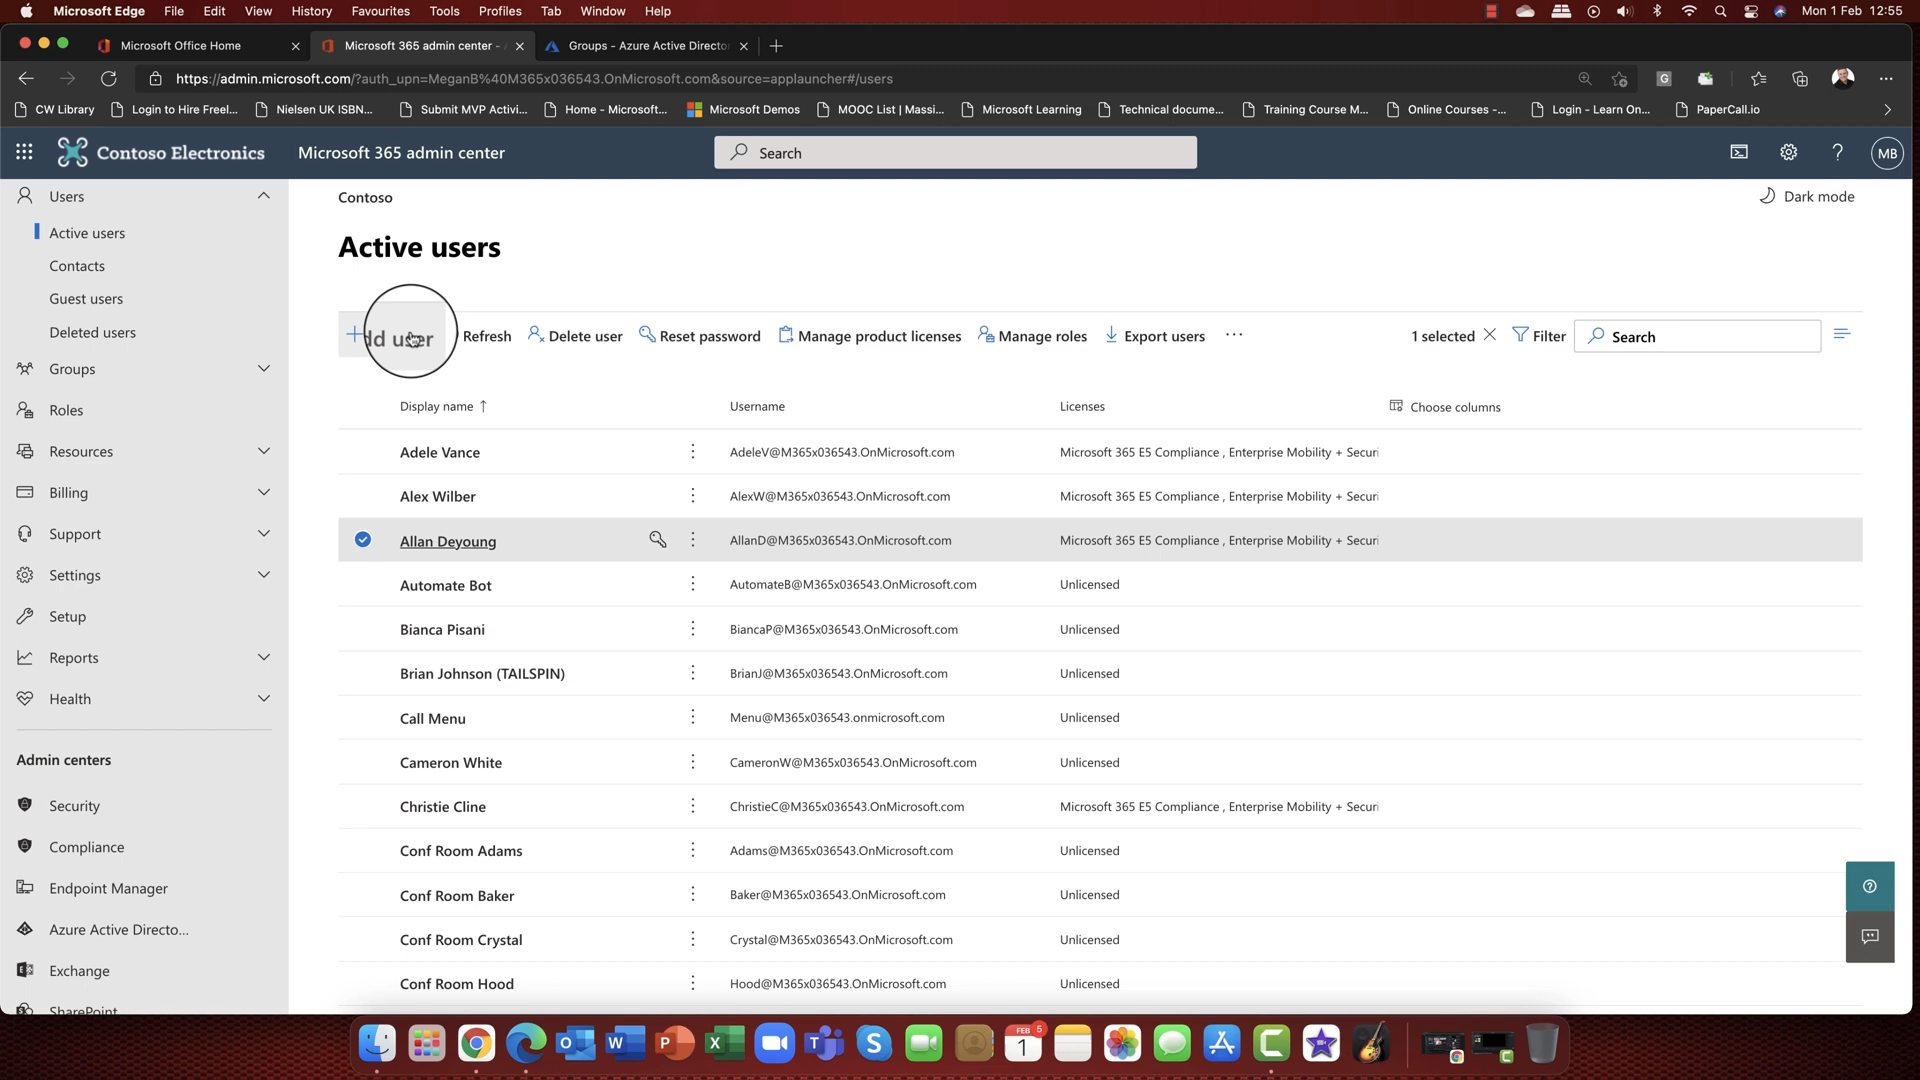 Microsoft Edge File Edit View History Favourites Tools Profiles Tab Window Help Mon 1 Feb 12:55
Microsoft Office Home Microsoft 365 admin center - Groups - Azure Active Directo
https://admin.microsoft.com/?auth_upn=MeganB%40M365x036543.OnMicrosoft.com&source=applauncher#/users
CW Library Login to Hire Freel... Nielsen UK ISBN... Submit MVP Activi... Home - Microsoft... Microsoft Demos MOOC List | Massi... Microsoft Learning Technical docume... Training Course M... Online Courses -... Login - Learn On... PaperCall.io
Contoso Electronics Microsoft 365 admin center Search MB
Users
Active users
Contacts
Guest users
Deleted users
Groups
Roles
Resources
Billing
Support
Settings
Setup
Reports
Health
Admin centers
Security
Compliance
Endpoint Manager
Azure Active Directo...
Exchange
SharePoint
Contoso Dark mode
Active users
dd user Refresh Delete user Reset password Manage product licenses Manage roles Export users ... 1 selected Filter Search
Display name ↑ Username Licenses Choose columns
Adele Vance AdeleV@M365x036543.OnMicrosoft.com Microsoft 365 E5 Compliance , Enterprise Mobility + Securi
Alex Wilber AlexW@M365x036543.OnMicrosoft.com Microsoft 365 E5 Compliance , Enterprise Mobility + Securi
Allan Deyoung AllanD@M365x036543.OnMicrosoft.com Microsoft 365 E5 Compliance , Enterprise Mobility + Securi
Automate Bot AutomateB@M365x036543.OnMicrosoft.com Unlicensed
Bianca Pisani BiancaP@M365x036543.OnMicrosoft.com Unlicensed
Brian Johnson (TAILSPIN) BrianJ@M365x036543.OnMicrosoft.com Unlicensed
Call Menu Menu@M365x036543.onmicrosoft.com Unlicensed
Cameron White CameronW@M365x036543.OnMicrosoft.com Unlicensed
Christie Cline ChristieC@M365x036543.OnMicrosoft.com Microsoft 365 E5 Compliance , Enterprise Mobility + Securi
Conf Room Adams Adams@M365x036543.OnMicrosoft.com Unlicensed
Conf Room Baker Baker@M365x036543.OnMicrosoft.com Unlicensed
Conf Room Crystal Crystal@M365x036543.OnMicrosoft.com Unlicensed
Conf Room Hood Hood@M365x036543.OnMicrosoft.com Unlicensed
FEB 5
1